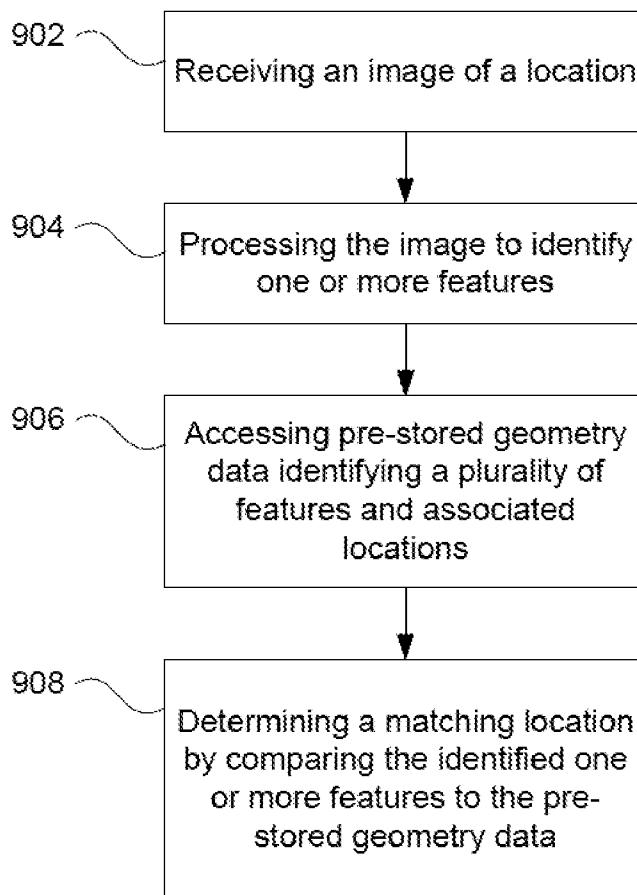 902
Receiving an image of a location
904
Processing the image to identify
one or more features
906
Accessing pre-stored geometry
data identifying a plurality of
features and associated
locations
908
Determining a matching location
by comparing the identified one
or more features to the pre-
stored geometry data